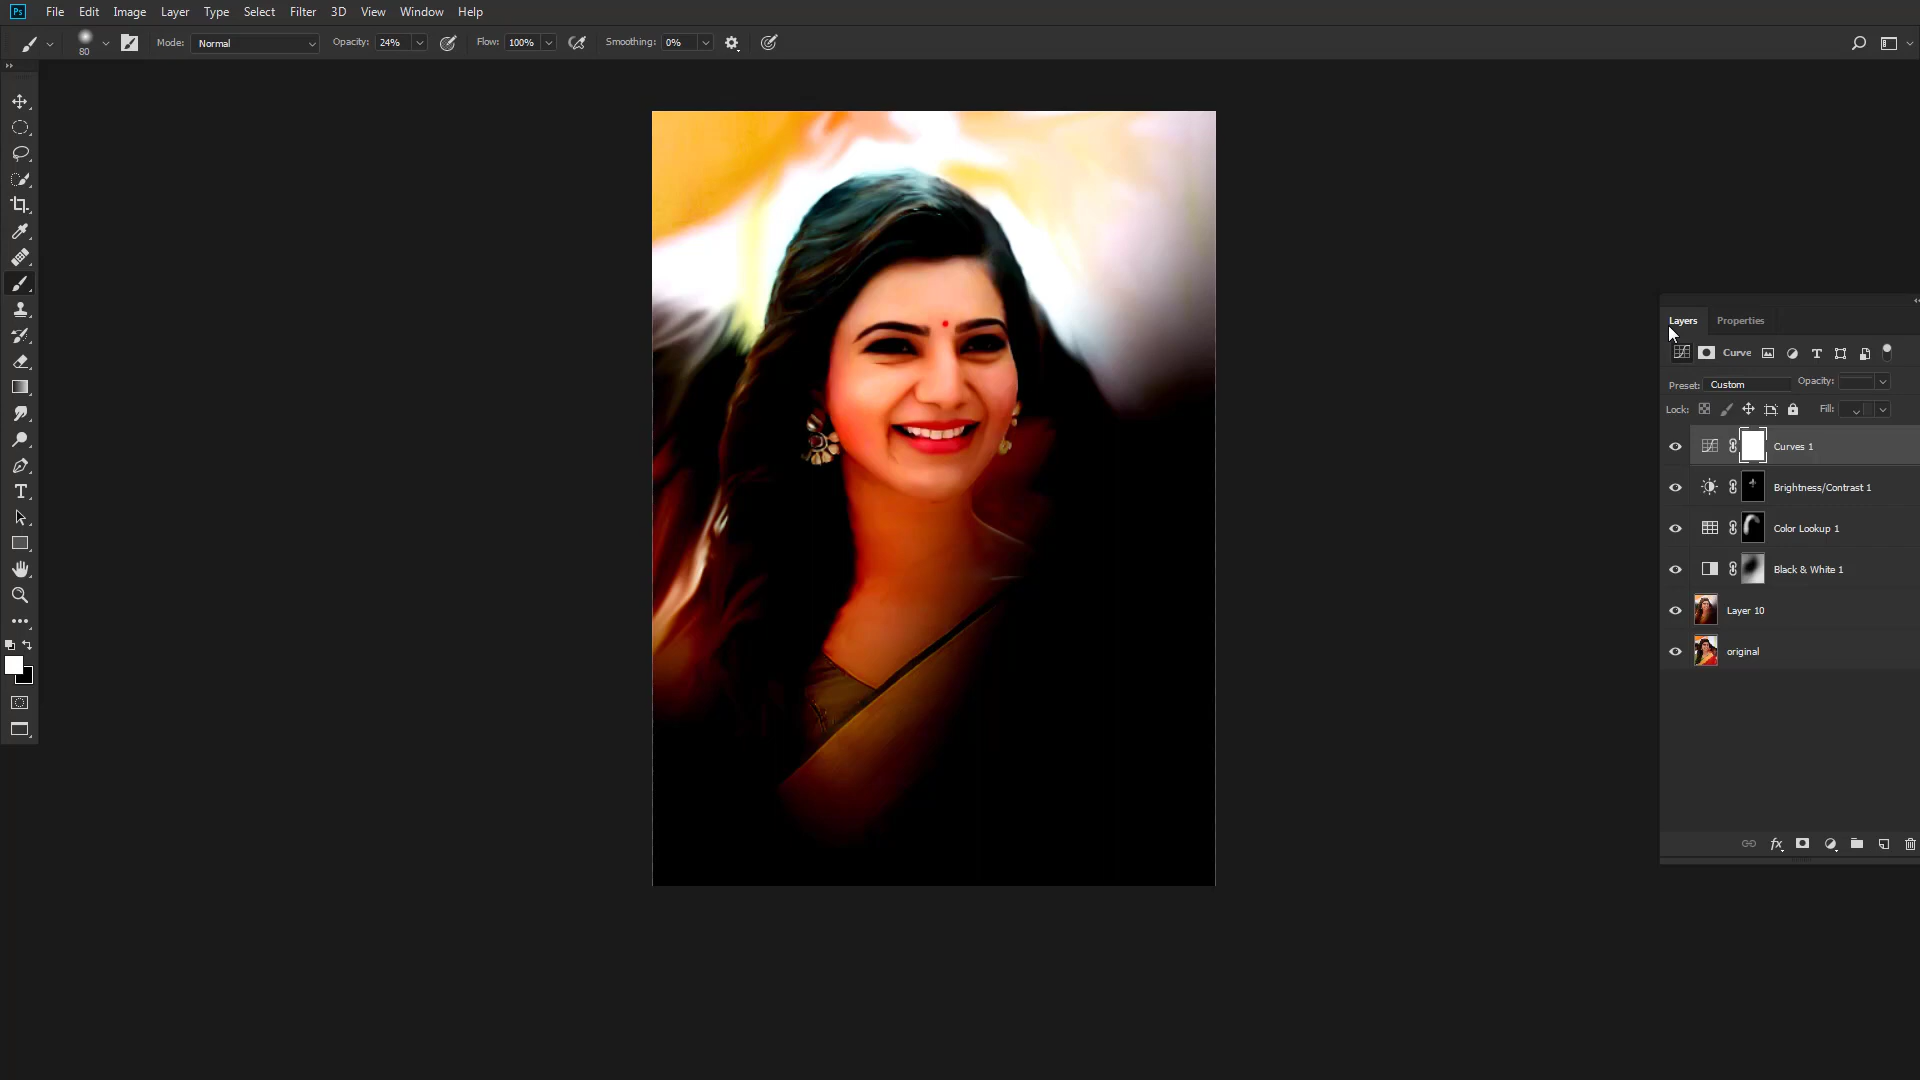 Ps File Edit Image Layer Type Select Filter 3D View Window Help
80 Mode: Normal Opacity: 24% Flow: 100% Smoothing: 0%
Layers Properties
Curve T
Preset: Custom Opacity:
Lock: Fill:
Curves 1
Brightness/Contrast 1
Color Lookup 1
Black & White 1
Layer 10
original
T
fx